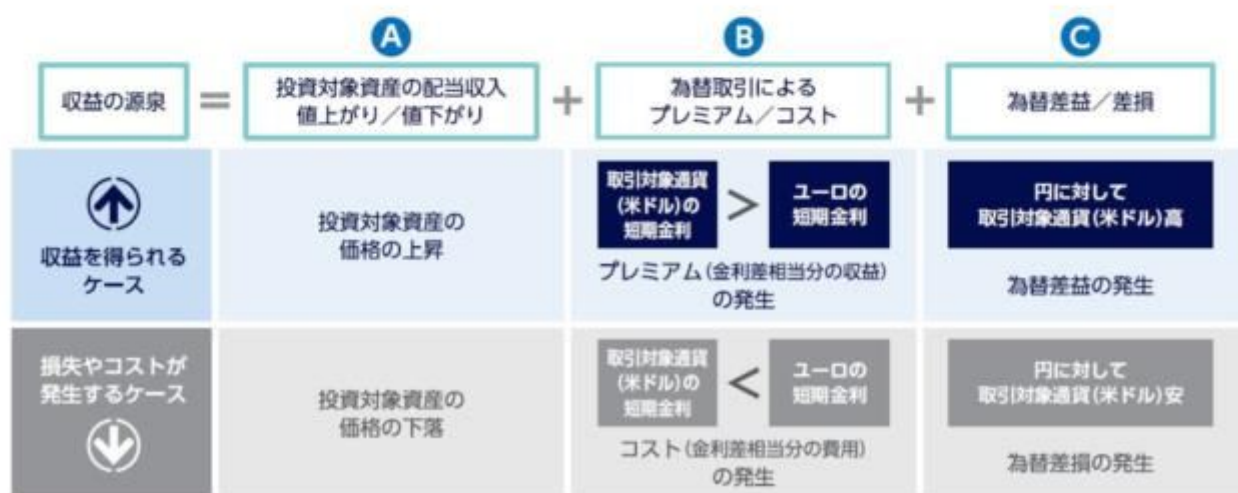 A
B
C
収益の源泉
=
投資対象資産の配当収入
値上がり／値下がり
+
為替取引による
プレミアム／コスト
+
為替差益／差損
収益を得られる
ケース
投資対象資産の
価格の上昇
取引対象通貨
(米ドル)の
短期金利
>
ユーロの
短期金利
プレミアム(金利差相当分の収益)
の発生
円に対して
取引対象通貨(米ドル)高
為替差益の発生
損失やコストが
発生するケース
投資対象資産の
価格の下落
取引対象通貨
(米ドル)の
短期金利
<
ユーロの
短期金利
コスト(金利差相当分の費用)
の発生
円に対して
取引対象通貨(米ドル)安
為替差損の発生